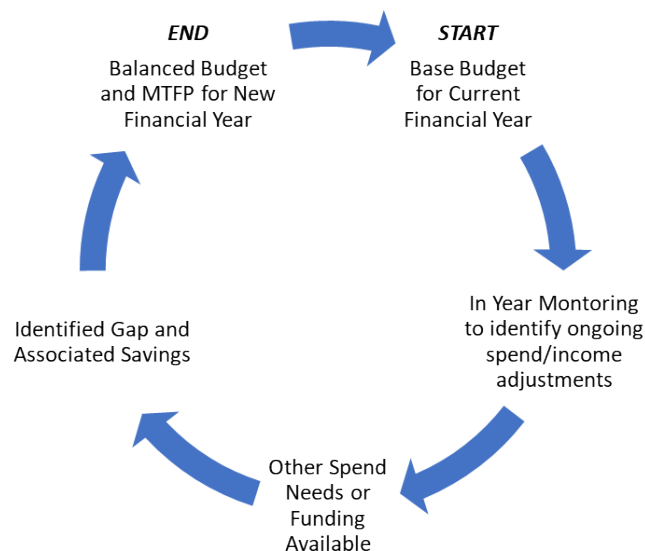 START
Base Budget
for Current
Financial Year
In Year Montoring
to identify ongoing
spend/income
adjustments
Other Spend
Needs or
Funding
Available
Identified Gap and
Associated Savings
END
Balanced Budget
and MTFP for New
Financial Year